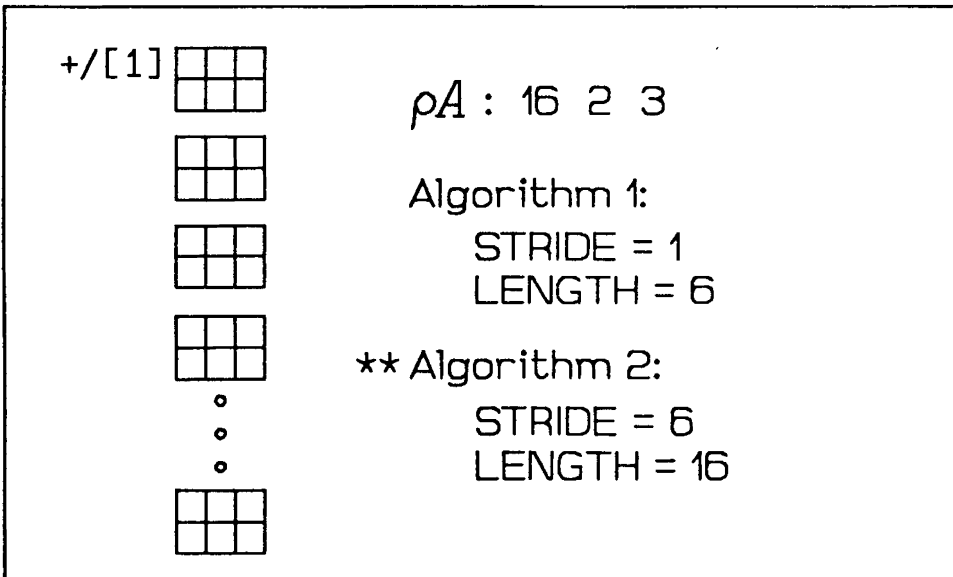 +/[1]
ρA : 16 2 3
Algorithm 1:
STRIDE = 1
LENGTH = 6
** Algorithm 2:
STRIDE = 6
LENGTH = 16